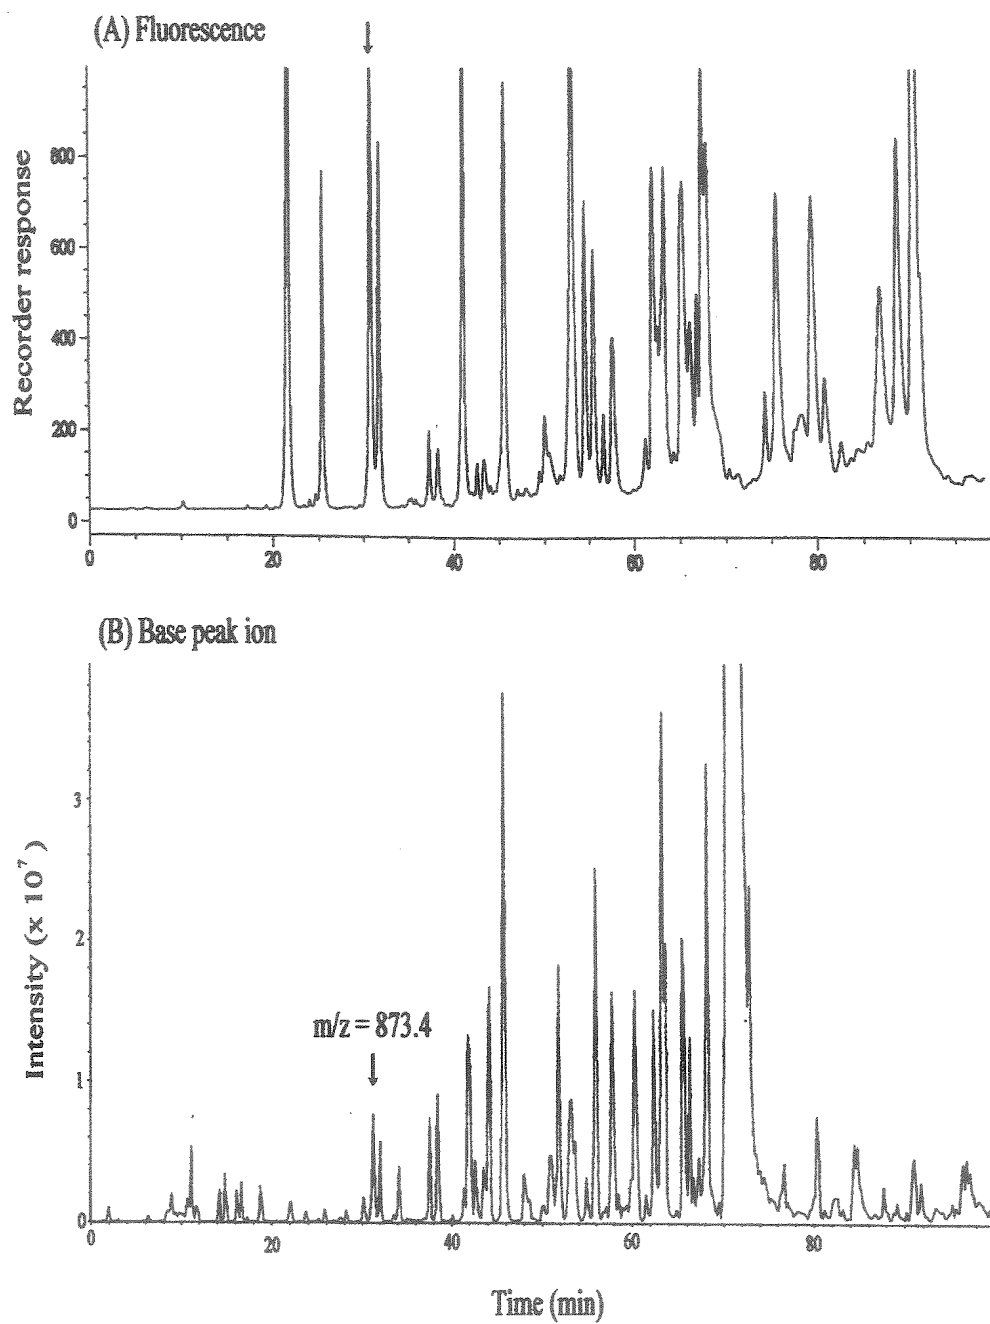 (A) Fluorescence
Recorder response
800
600
400
200
0
0 20 40 60 80
(B) Base peak ion
Intensity (x 10⁷)
3
2
1
0
m/z = 873.4
0 20 40 60 80
Time (min)